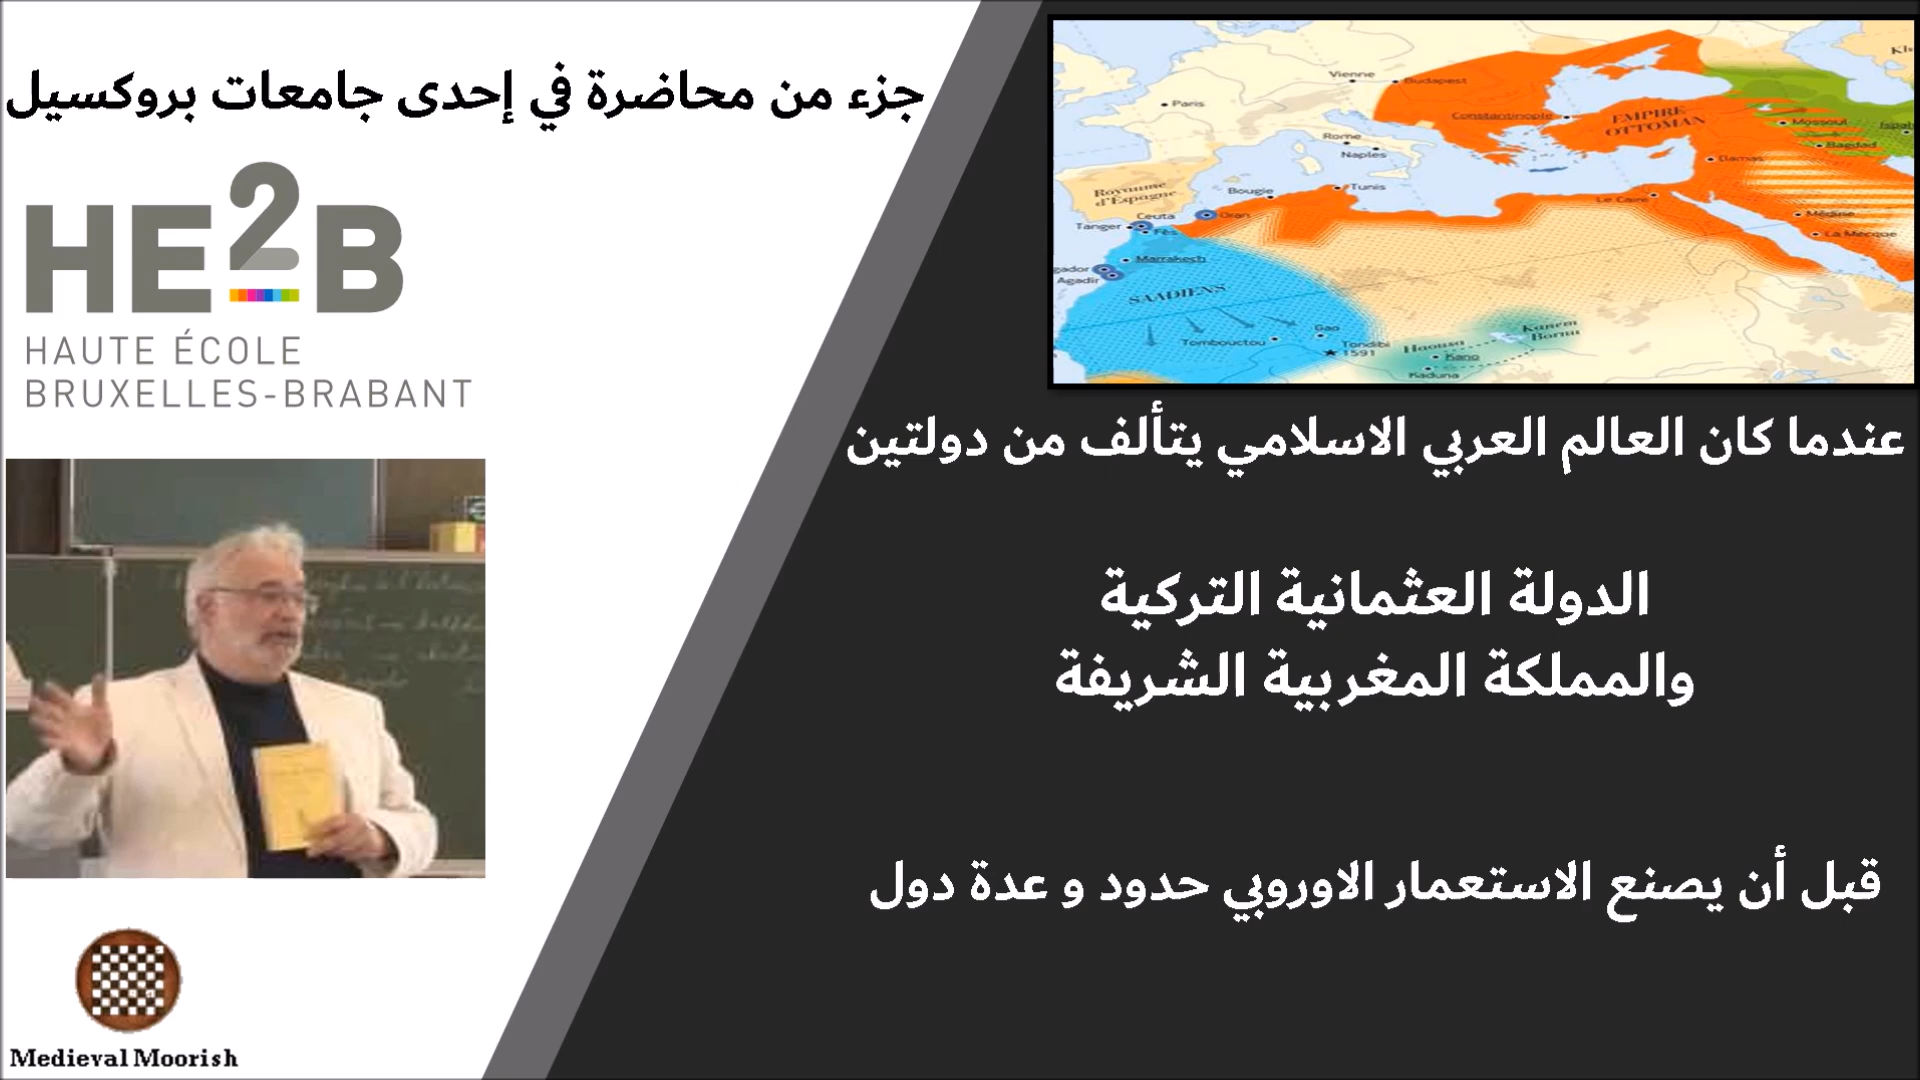 جزء من محاضرة في إحدى جامعات بروكسيل
HE2B
HAUTE ÉCOLE
BRUXELLES-BRABANT
Medieval Moorish
Vienne
Budapest
Paris
Constantinople
EMPIRE
OTTOMAN
Mossoul
Bagdad
Rome
Naples
Damas
Royaume
d'Espagne
Bougie
Tunis
Le Caire
Ceuta
Oran
Tanger
Fès
Médine
La Mecque
Marrakech
Agadir
SAADIENS
Gao
Tombouctou
Tondibi
1591
Haousa
Kano
Kaduna
Kanem
Bornu
عندما كان العالم العربي الاسلامي يتألف من دولتين
الدولة العثمانية التركية
والمملكة المغربية الشريفة
قبل أن يصنع الاستعمار الاوروبي حدود و عدة دول